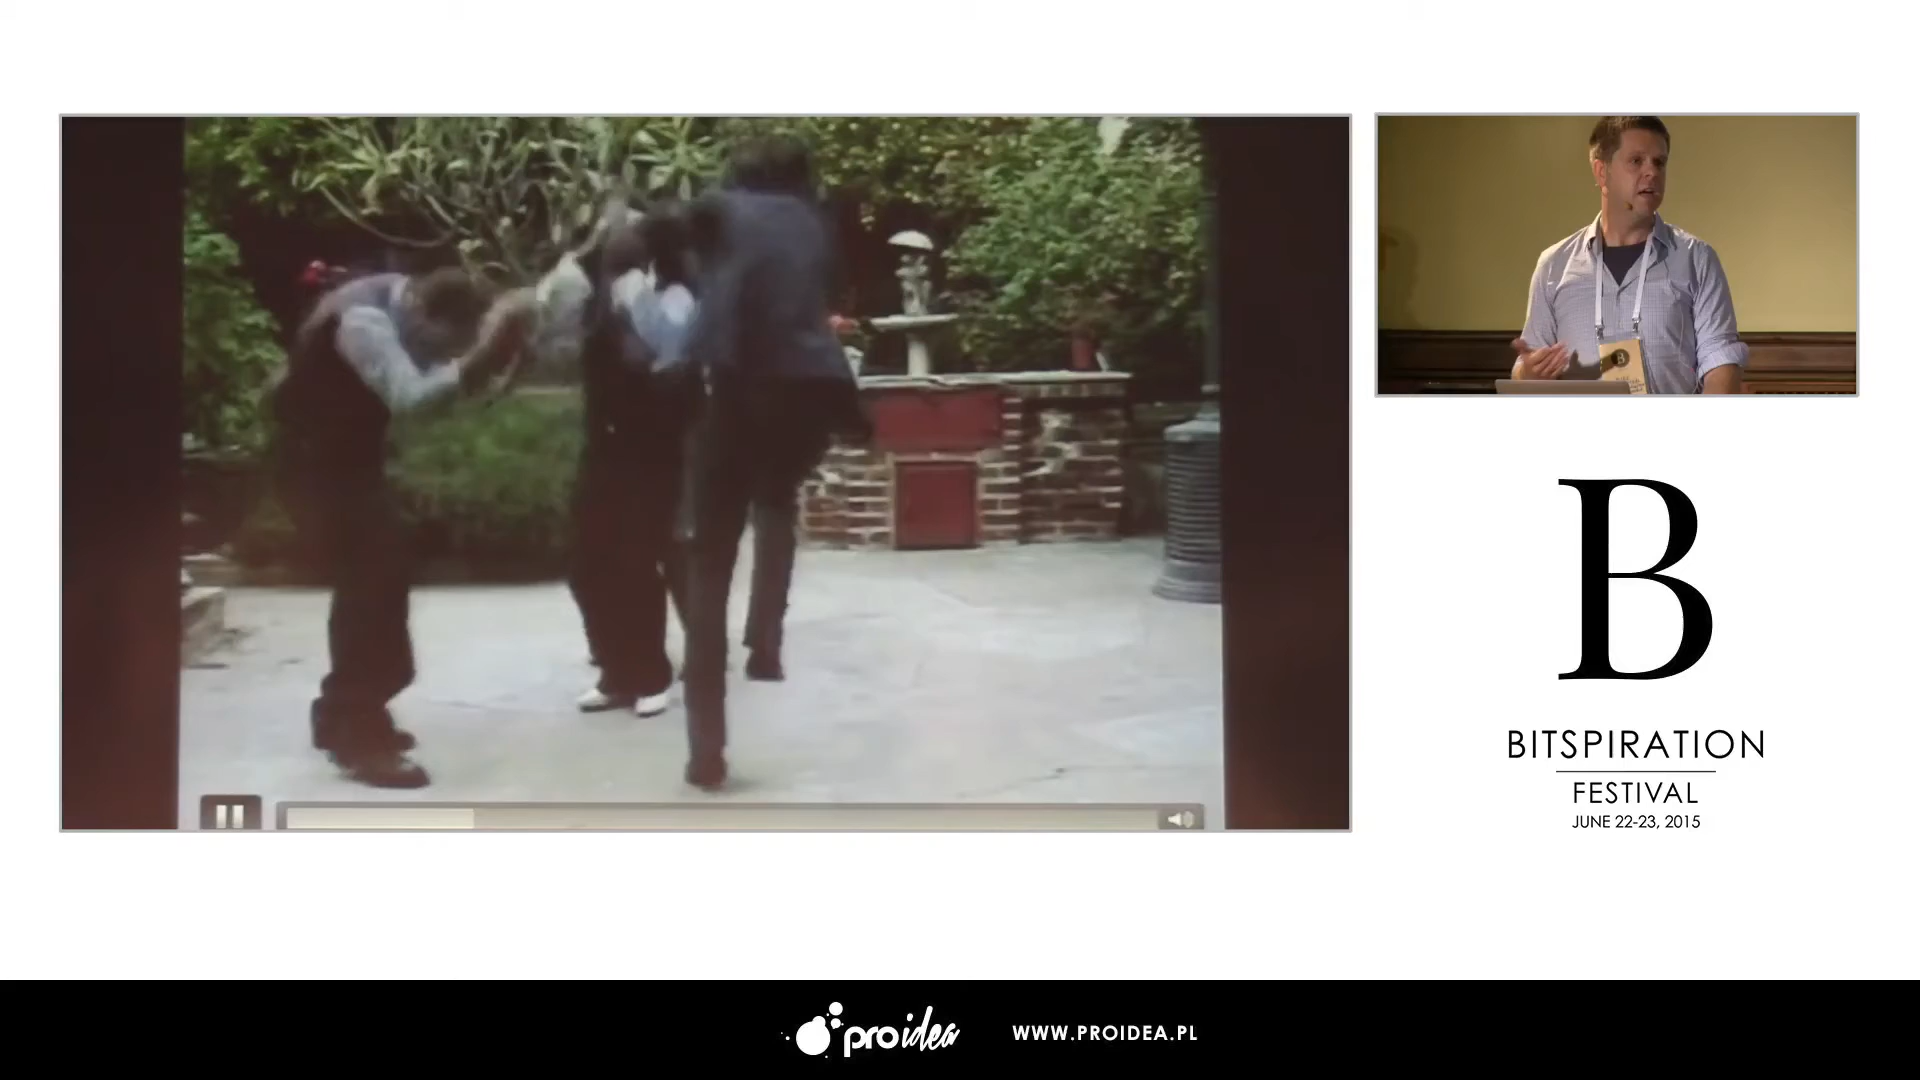 B
BITSPIRATION
FESTIVAL
JUNE 22-23, 2015
proidea
WWW.PROIDEA.PL